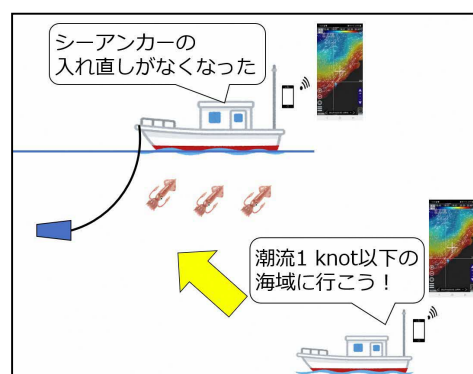 シーアンカーの
入れ直しがなくなった
潮流1 knot以下の
海域に行こう！